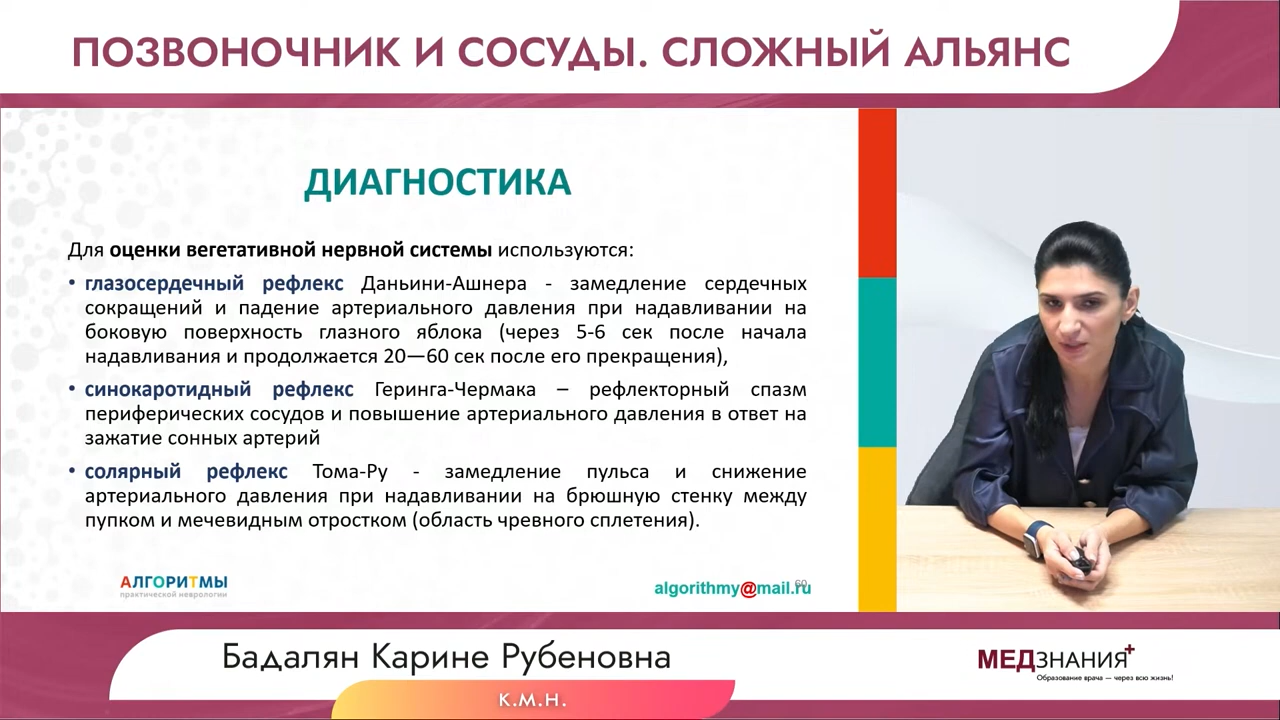 ПОЗВОНОЧНИК И СОСУДЫ. СЛОЖНЫЙ АЛЬЯНС
ДИАГНОСТИКА
Для оценки вегетативной нервной системы используются:
• глазосердечный рефлекс Даньини-Ашнера - замедление сердечных
сокращений и падение артериального давления при надавливании на
боковую поверхность глазного яблока (через 5-6 сек после начала
надавливания и продолжается 20—60 сек после его прекращения),
• синокаротидный рефлекс Геринга-Чермака – рефлекторный спазм
периферических сосудов и повышение артериального давления в ответ на
зажатие сонных артерий
• солярный рефлекс Тома-Ру - замедление пульса и снижение
артериального давления при надавливании на брюшную стенку между
пупком и мечевидным отростком (область чревного сплетения).
АЛГОРИТМЫ
практической неврологии
algorithmy@mail.ru
60
Бадалян Карине Рубеновна
К.М.Н.
МЕДЗНАНИЯ+
Образование врача — через всю жизнь!